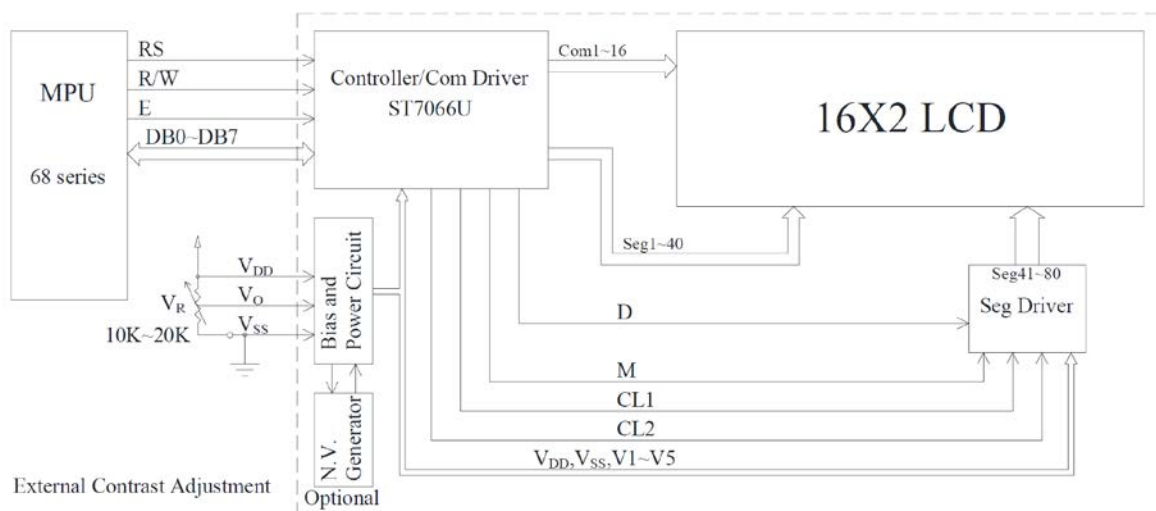 MPU
68 series
RS
R/W
E
DB0~DB7
Controller/Com Driver
ST7066U
Com1~16
16X2 LCD
Seg1~40
Seg41~80
Seg Driver
VDD
VR
VO
10K~20K
VSS
Bias and
Power Circuit
D
M
CL1
CL2
VDD,VSS,V1~V5
N.V.
Generator
External Contrast Adjustment
Optional